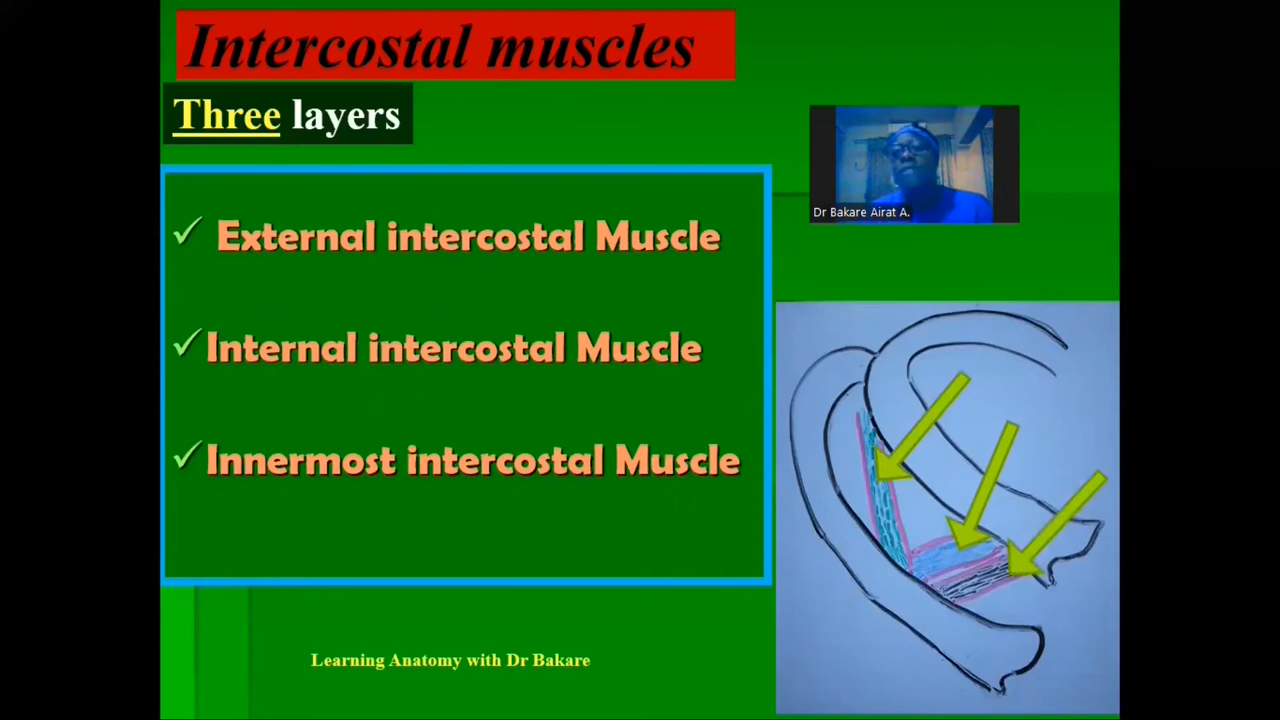 Intercostal muscles
Three layers
Dr Bakare Airat A.
✓ External intercostal Muscle
✓ Internal intercostal Muscle
✓ Innermost intercostal Muscle
Learning Anatomy with Dr Bakare